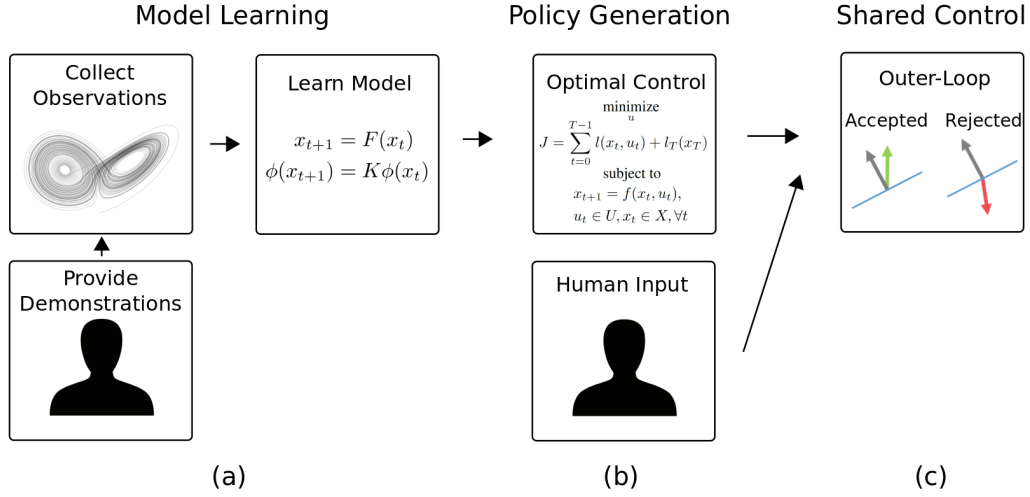 Model Learning
Policy Generation
Shared Control
Collect
Observations
Learn Model
x_{t+1} = F(x_t)
ϕ(x_{t+1}) = Kϕ(x_t)
Provide
Demonstrations
Optimal Control
minimize
u
J = \sum_{t=0}^{T-1} l(x_t, u_t) + l_T(x_T)
subject to
x_{t+1} = f(x_t, u_t),
u_t ∈ U, x_t ∈ X, ∀t
Human Input
Outer-Loop
Accepted Rejected
(a)
(b)
(c)